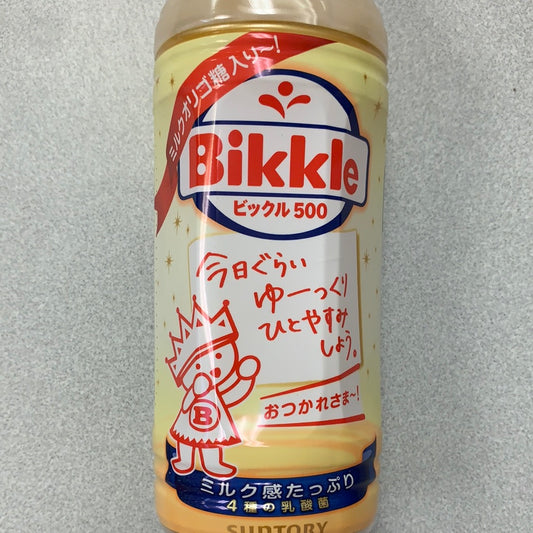 ミルクオリゴ糖入り〜!
Bikkle
ビックル500
今日ぐらい
ゆーっくり
ひとやすみ
しよう。
おつかれさま〜!
B
ミルク感たっぷり
4種の乳酸菌
SUNTORY